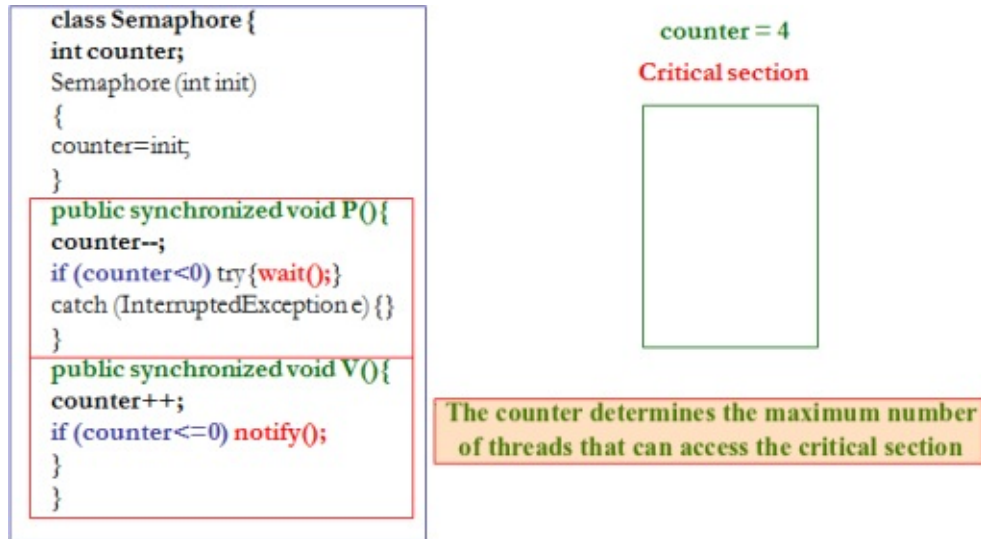 class Semaphore {
int counter;
Semaphore (int init)
{
counter=init;
}
public synchronized void P(){
counter--;
if (counter<0) try{wait();}
catch (InterruptedException e) {}
}
public synchronized void V(){
counter++;
if (counter<=0) notify();
}
}
counter = 4
Critical section
The counter determines the maximum number
of threads that can access the critical section